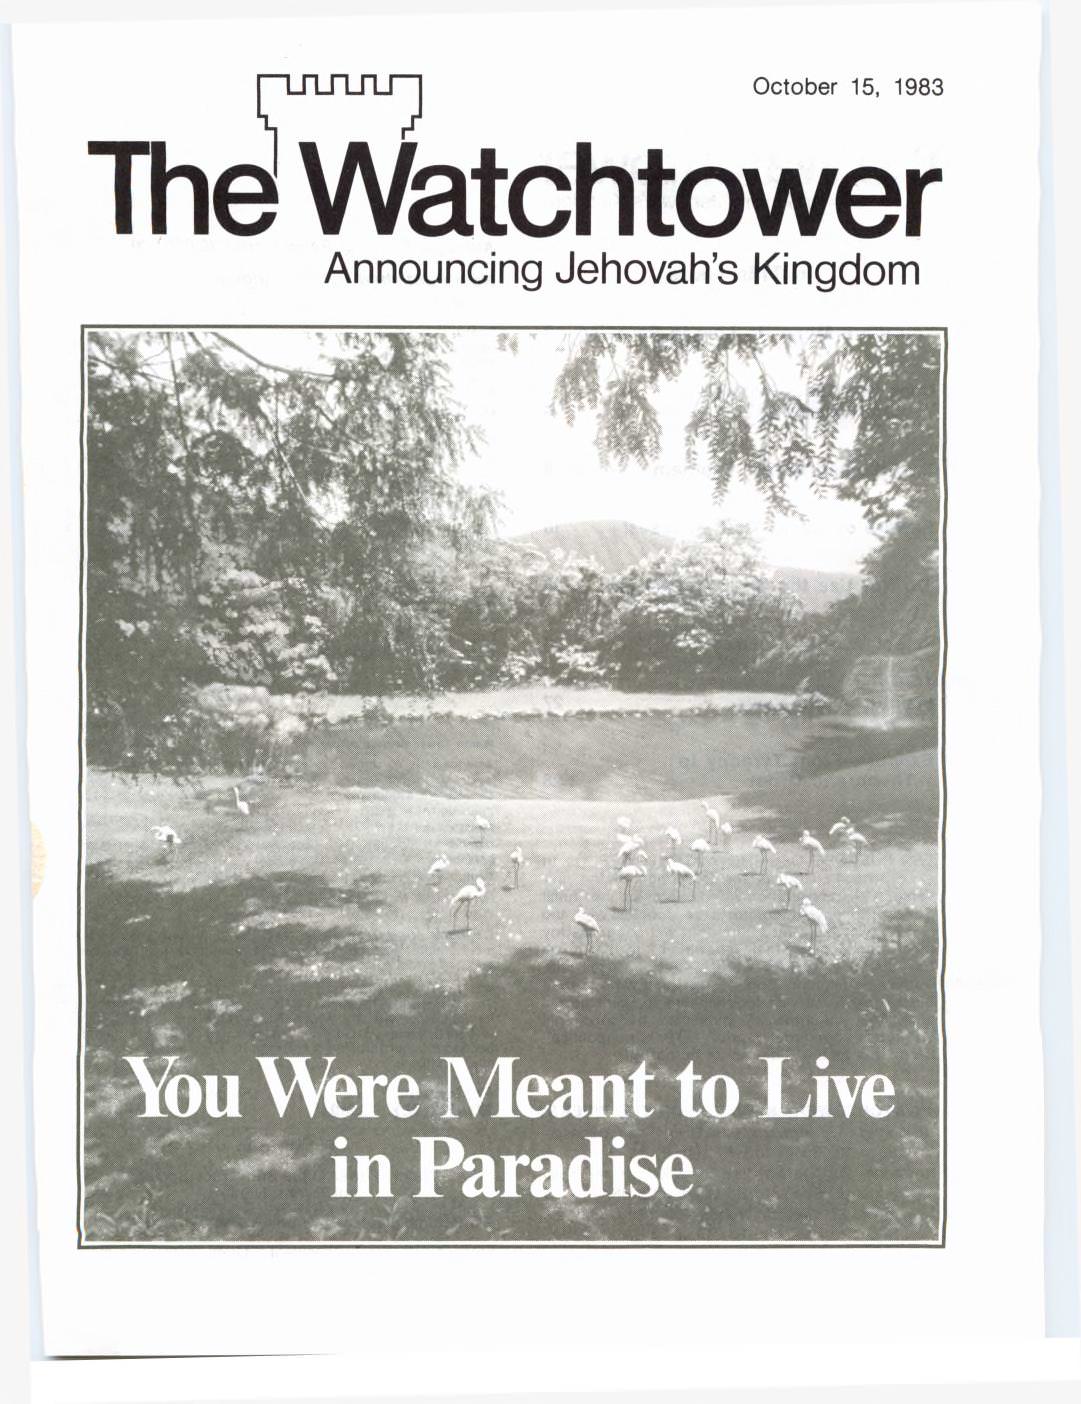 October 15, 1983
The Watchtower
Announcing Jehovah's Kingdom
You Were Meant to Live
in Paradise